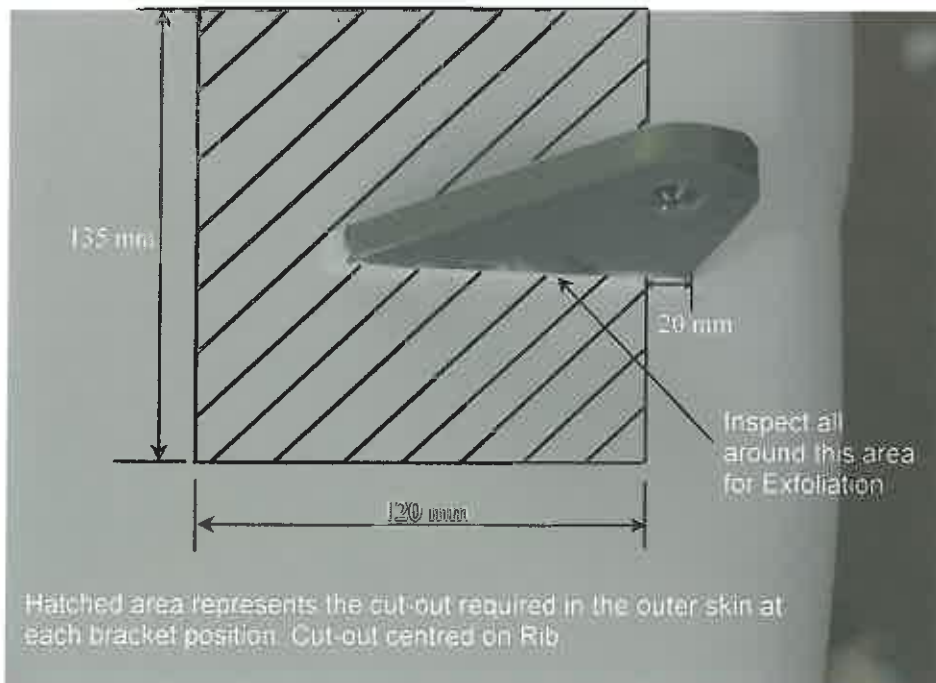 135 mm
20 mm
Inspect all
around this area
for Exfoliation
120 mm
Hatched area represents the cut-out required in the outer skin at
each bracket position. Cut-out centred on Rib